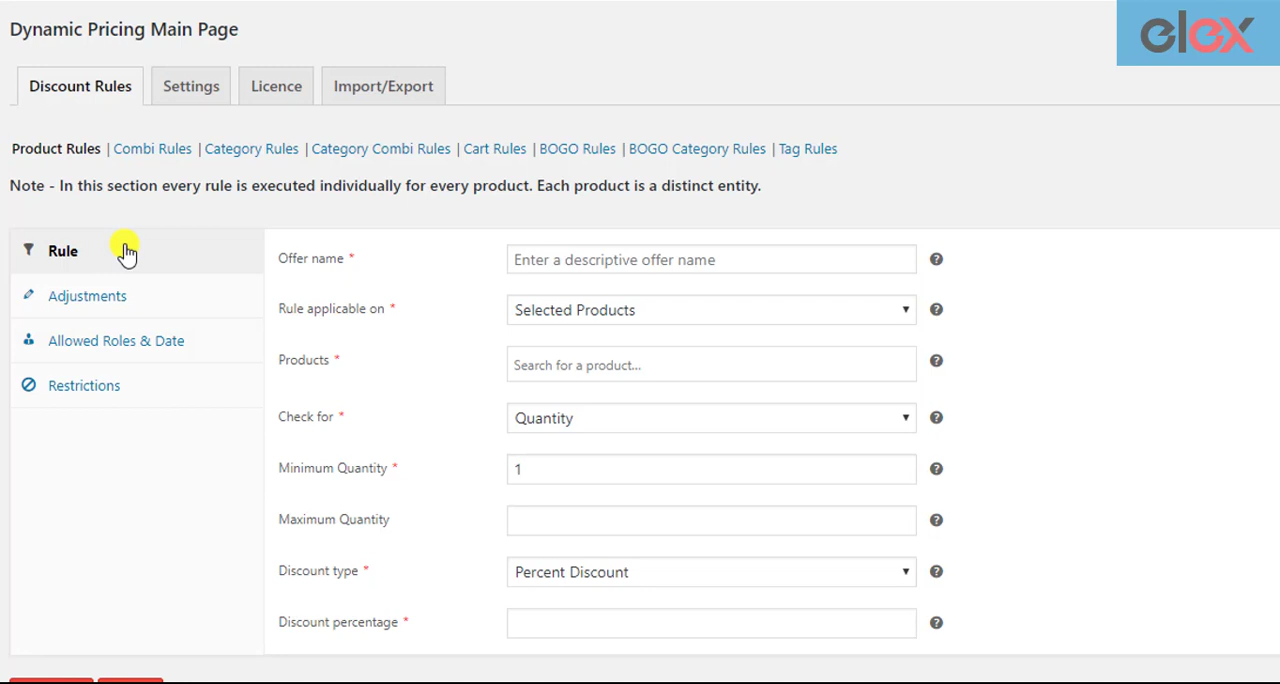 Dynamic Pricing Main Page
elex
Discount Rules Settings Licence Import/Export
Product Rules | Combi Rules | Category Rules | Category Combi Rules | Cart Rules | BOGO Rules | BOGO Category Rules | Tag Rules
Note - In this section every rule is executed individually for every product. Each product is a distinct entity.
Rule
Adjustments
Allowed Roles & Date
Restrictions
Offer name * Enter a descriptive offer name ?
Rule applicable on * Selected Products ?
Products * Search for a product... ?
Check for * Quantity ?
Minimum Quantity * 1 ?
Maximum Quantity ?
Discount type * Percent Discount ?
Discount percentage * ?